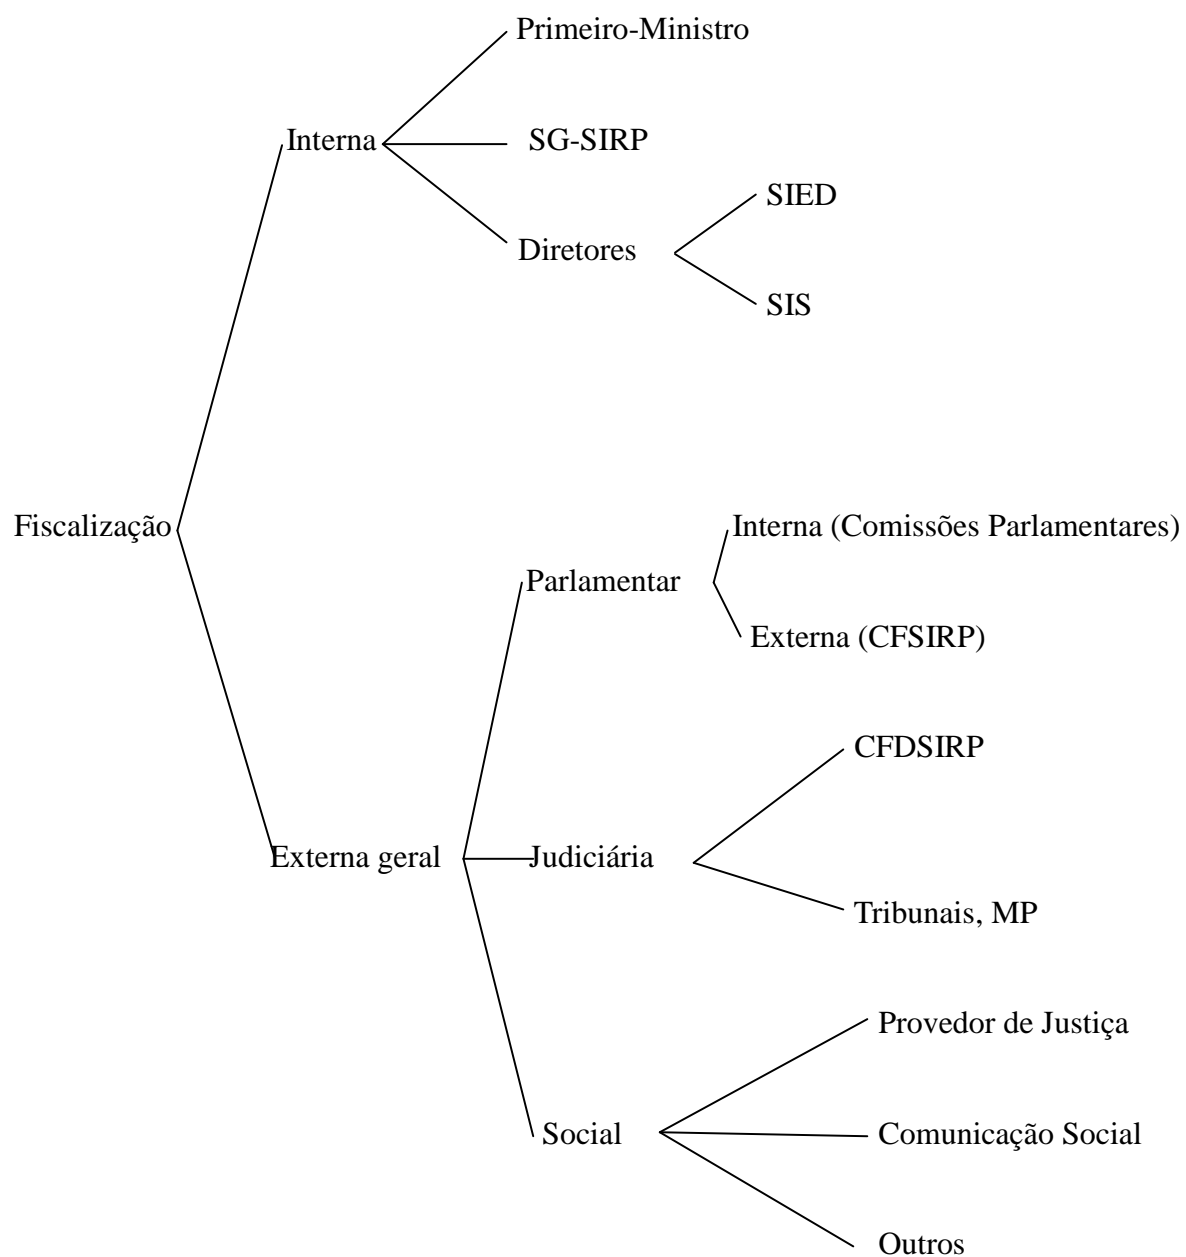 Primeiro-Ministro
Interna
SG-SIRP
SIED
Diretores
SIS
Fiscalização
Interna (Comissões Parlamentares)
Parlamentar
Externa (CFSIRP)
CFDSIRP
Externa geral
Judiciária
Tribunais, MP
Provedor de Justiça
Social
Comunicação Social
Outros